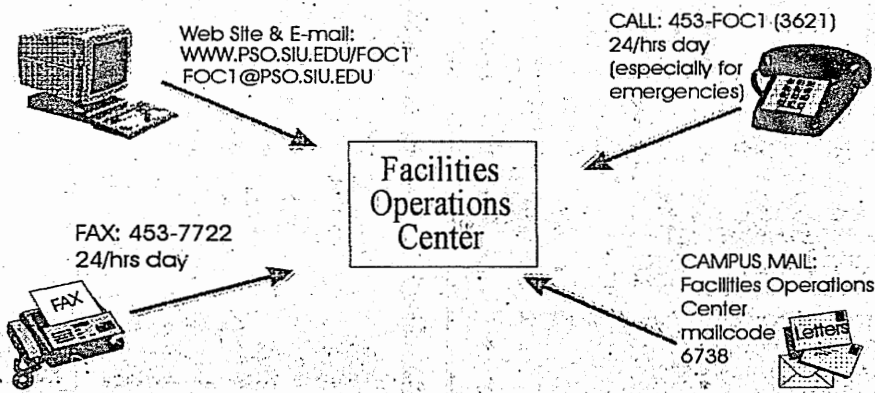 Web Site & E-mail:
WWW.PSO.SIU.EDU/FOC1
FOC1@PSO.SIU.EDU
CALL: 453-FOC1 (3621)
24/hrs day
(especially for
emergencies)
Facilities
Operations
Center
FAX: 453-7722
24/hrs day
FAX
CAMPUS MAIL:
Facilities Operations
Center
mailcode
6738
Letters